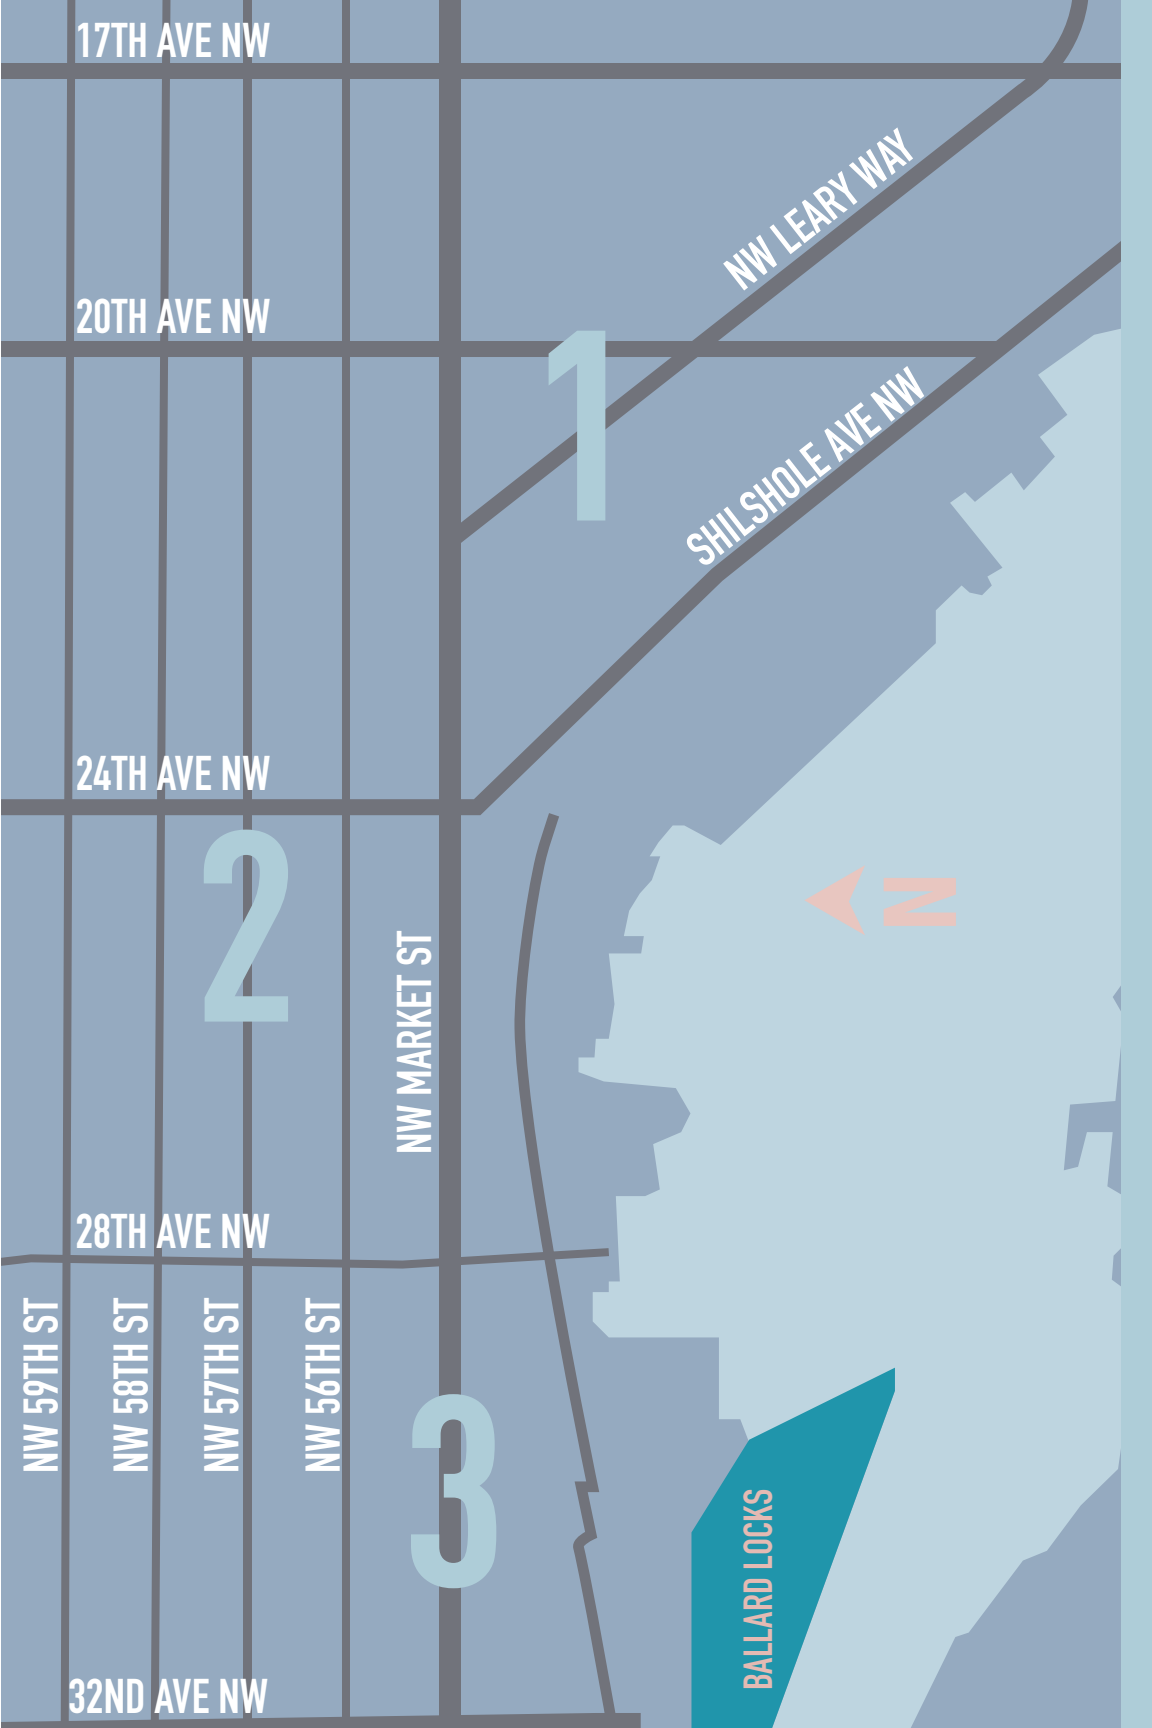 17TH AVE NW
NW LEARY WAY
20TH AVE NW
1
SHILSHOLE AVE NW
24TH AVE NW
2
N
NW MARKET ST
28TH AVE NW
NW 59TH ST
NW 58TH ST
NW 57TH ST
NW 56TH ST
3
BALLARD LOCKS
32ND AVE NW